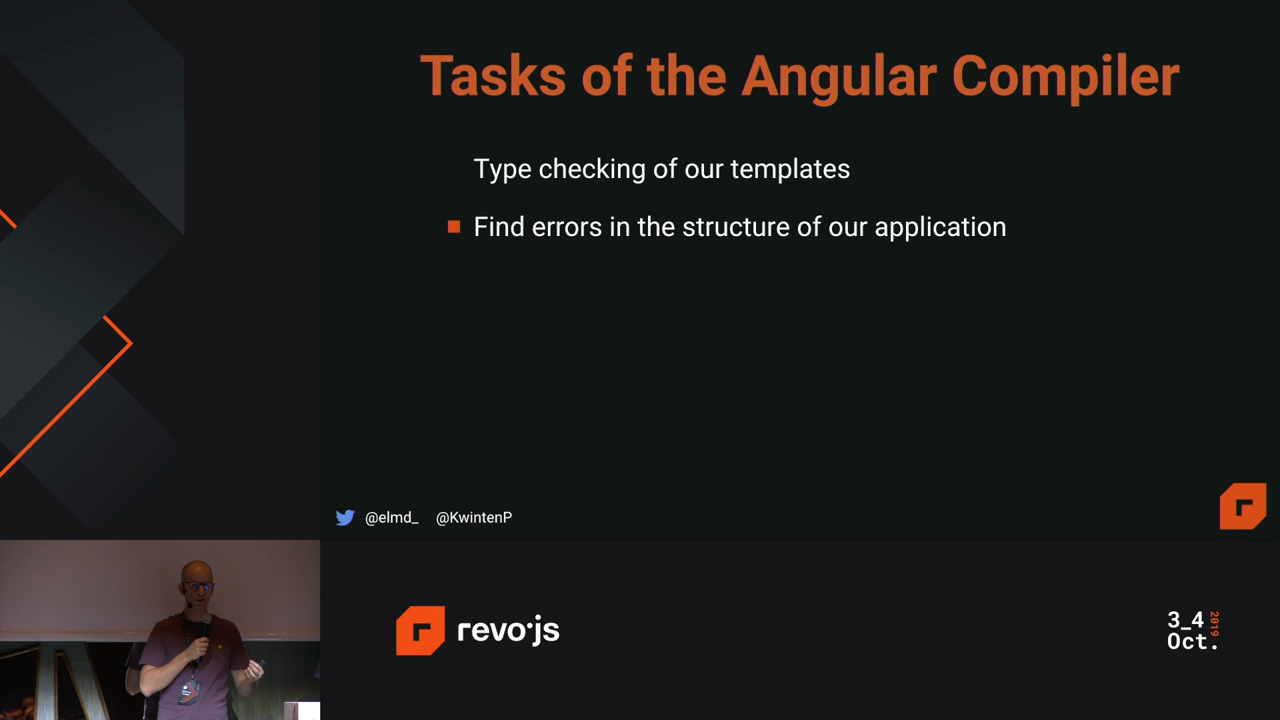 Tasks of the Angular Compiler
Type checking of our templates
Find errors in the structure of our application
@elmd_ @KwintenP
revo·js
3_4 2019
Oct.